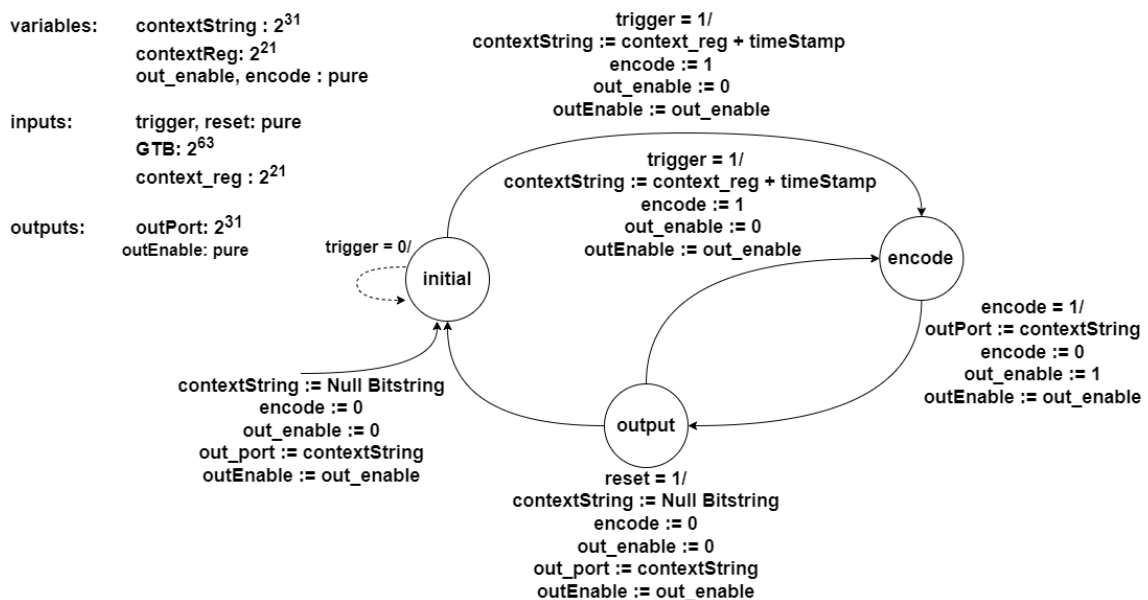 variables: contextString : 2^31
contextReg: 2^21
out_enable, encode : pure
inputs: trigger, reset: pure
GTB: 2^63
context_reg : 2^21
outputs: outPort: 2^31
outEnable: pure
trigger = 1/
contextString := context_reg + timeStamp
encode := 1
out_enable := 0
outEnable := out_enable
trigger = 1/
contextString := context_reg + timeStamp
encode := 1
out_enable := 0
outEnable := out_enable
trigger = 0/
initial
encode
encode = 1/
outPort := contextString
encode := 0
out_enable := 1
outEnable := out_enable
contextString := Null Bitstring
encode := 0
out_enable := 0
out_port := contextString
outEnable := out_enable
output
reset = 1/
contextString := Null Bitstring
encode := 0
out_enable := 0
out_port := contextString
outEnable := out_enable